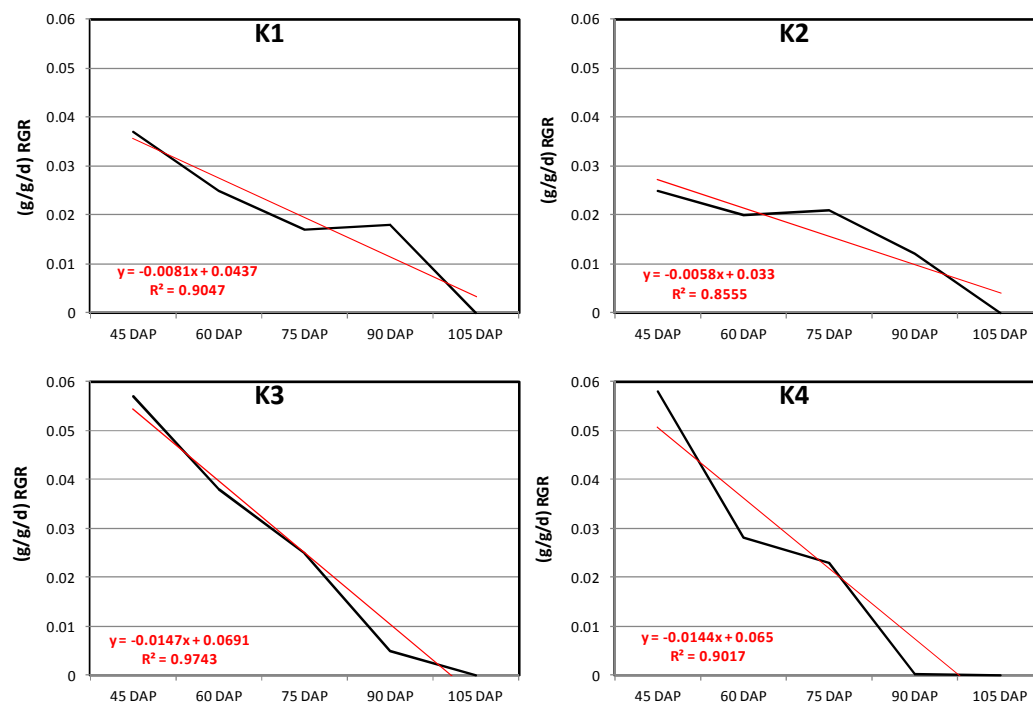 K1
(g/g/d) RGR
0.06
0.05
0.04
0.03
0.02
0.01
0
y = -0.0081x + 0.0437
R² = 0.9047
45 DAP 60 DAP 75 DAP 90 DAP 105 DAP
K2
(g/g/d) RGR
0.06
0.05
0.04
0.03
0.02
0.01
0
y = -0.0058x + 0.033
R² = 0.8555
45 DAP 60 DAP 75 DAP 90 DAP 105 DAP
K3
(g/g/d) RGR
0.06
0.05
0.04
0.03
0.02
0.01
0
y = -0.0147x + 0.0691
R² = 0.9743
45 DAP 60 DAP 75 DAP 90 DAP 105 DAP
K4
(g/g/d) RGR
0.06
0.05
0.04
0.03
0.02
0.01
0
y = -0.0144x + 0.065
R² = 0.9017
45 DAP 60 DAP 75 DAP 90 DAP 105 DAP